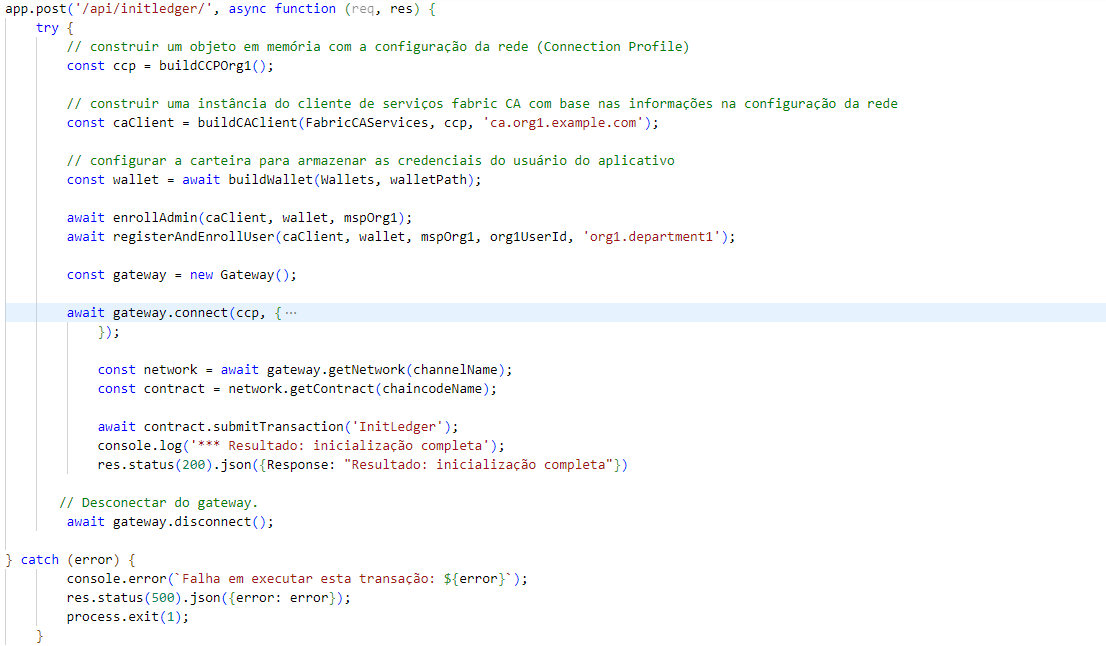 app.post('/api/initledger/', async function (req, res) {
    try {
        // construir um objeto em memória com a configuração da rede (Connection Profile)
        const ccp = buildCCPOrg1();

        // construir uma instância do cliente de serviços fabric CA com base nas informações na configuração da rede
        const caClient = buildCAClient(FabricCAServices, ccp, 'ca.org1.example.com');

        // configurar a carteira para armazenar as credenciais do usuário do aplicativo
        const wallet = await buildWallet(Wallets, walletPath);

        await enrollAdmin(caClient, wallet, mspOrg1);
        await registerAndEnrollUser(caClient, wallet, mspOrg1, org1UserId, 'org1.department1');

        const gateway = new Gateway();

        await gateway.connect(ccp, {···
            });

            const network = await gateway.getNetwork(channelName);
            const contract = network.getContract(chaincodeName);

            await contract.submitTransaction('InitLedger');
            console.log('*** Resultado: inicialização completa');
            res.status(200).json({Response: "Resultado: inicialização completa"})

       // Desconectar do gateway.
        await gateway.disconnect();

} catch (error) {
        console.error(`Falha em executar esta transação: ${error}`);
        res.status(500).json({error: error});
        process.exit(1);
    }